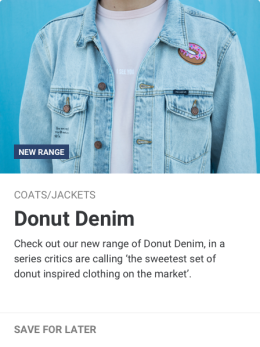 NEW RANGE
COATS/JACKETS
Donut Denim
Check out our new range of Donut Denim, in a
series critics are calling ‘the sweetest set of
donut inspired clothing on the market’.
SAVE FOR LATER